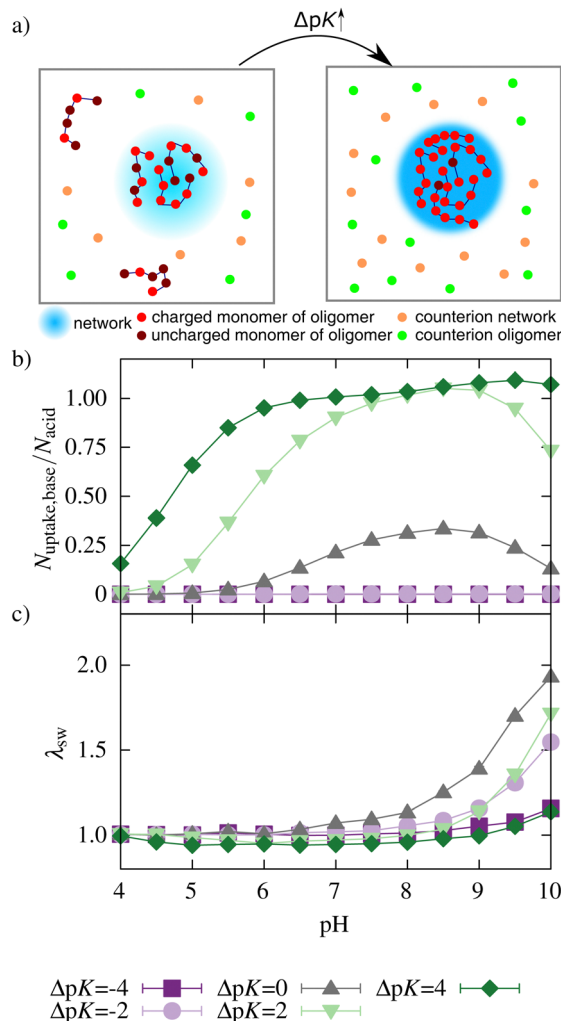 a)
ΔpK↑
network
charged monomer of oligomer
uncharged monomer of oligomer
counterion network
counterion oligomer
b)
N_uptake,base/N_acid
1.00
0.75
0.50
0.25
0
c)
λ_sw
2.0
1.5
1.0
4 5 6 7 8 9 10
pH
ΔpK=-4 ΔpK=0 ΔpK=4
ΔpK=-2 ΔpK=2